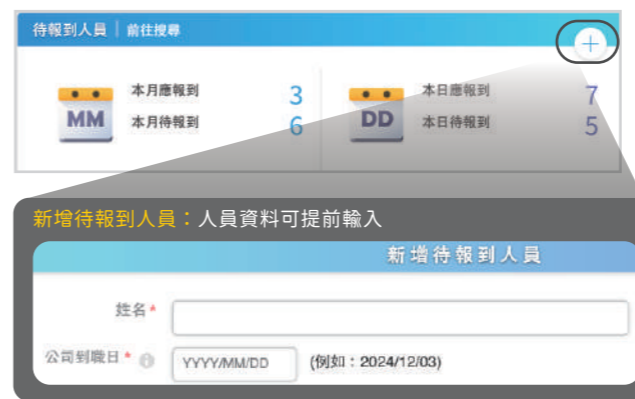 待報到人員 | 前往搜尋
+
MM
本月應報到 3
本月待報到 6
DD
本日應報到 7
本日待報到 5
新增待報到人員：人員資料可提前輸入
新增待報到人員
姓名*
公司到職日* i YYYY/MM/DD (例如：2024/12/03)